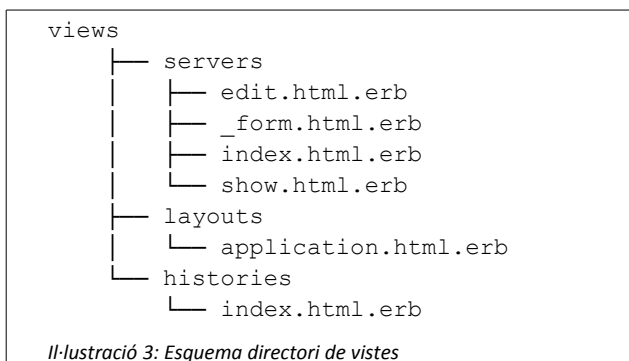 views
├── servers
│   ├── edit.html.erb
│   ├── _form.html.erb
│   ├── index.html.erb
│   └── show.html.erb
├── layouts
│   └── application.html.erb
└── histories
    └── index.html.erb
Il·lustració 3: Esquema directori de vistes